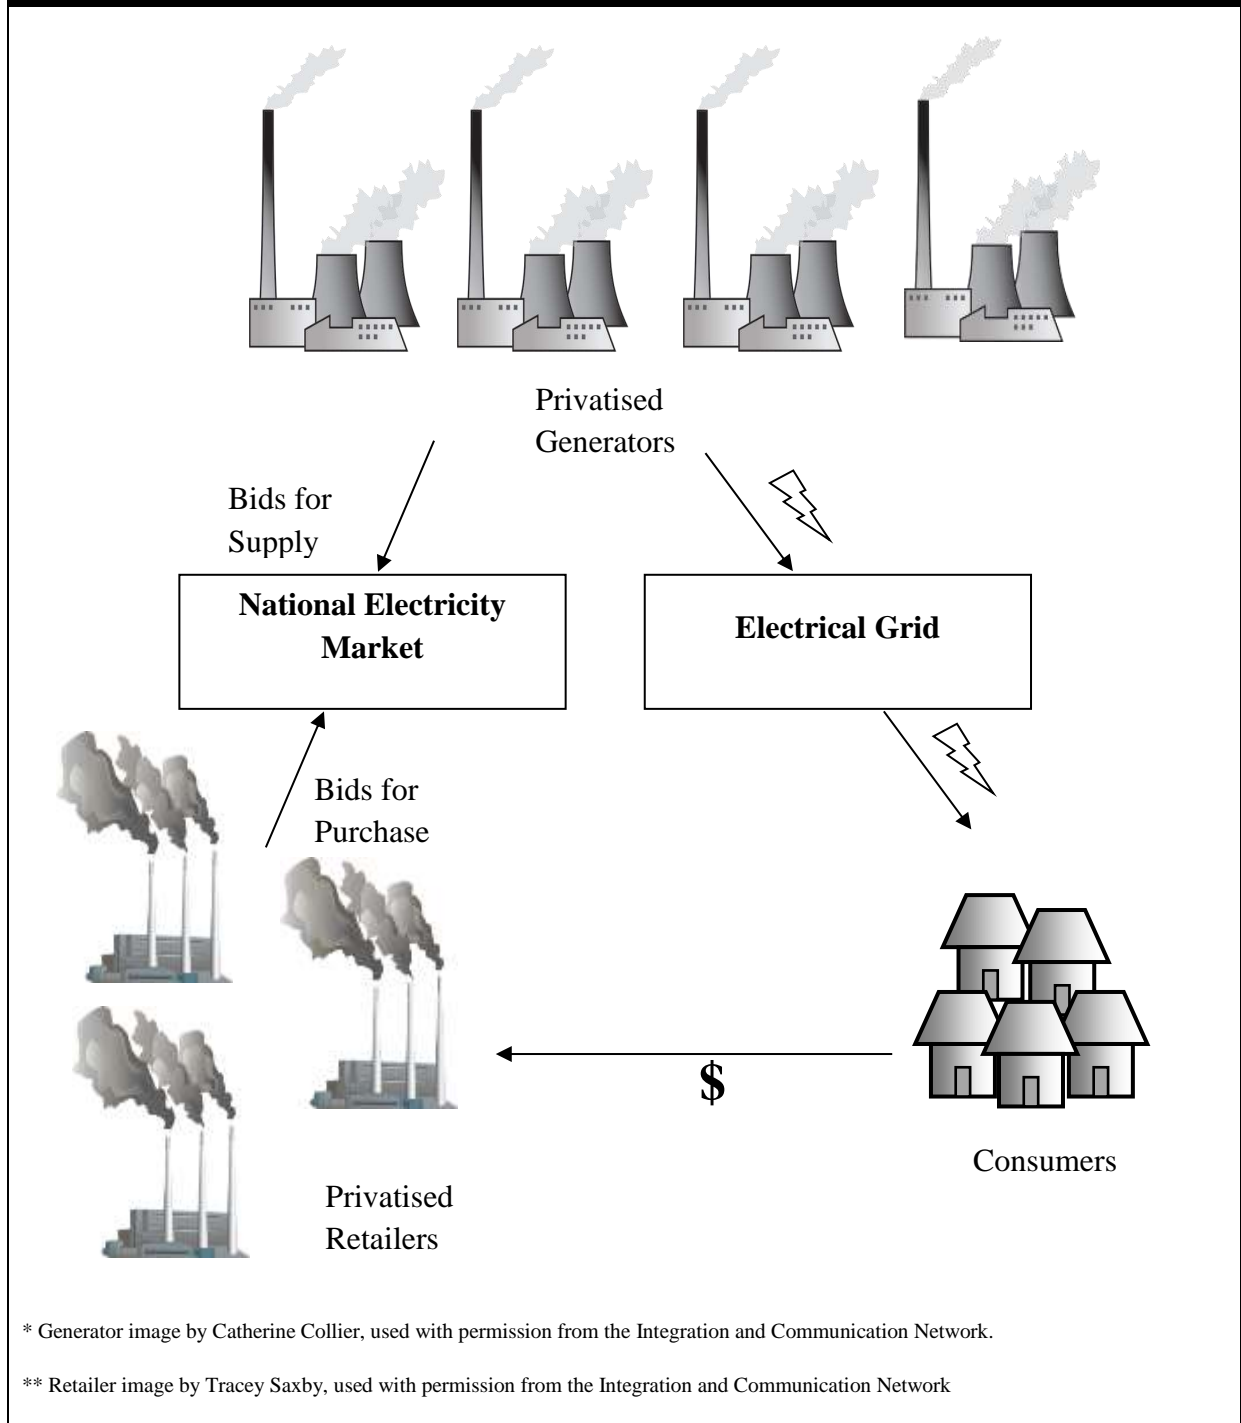 Privatised
Generators
Bids for
Supply
National Electricity
Market
Electrical Grid
Bids for
Purchase
$
Consumers
Privatised
Retailers
* Generator image by Catherine Collier, used with permission from the Integration and Communication Network.
** Retailer image by Tracey Saxby, used with permission from the Integration and Communication Network